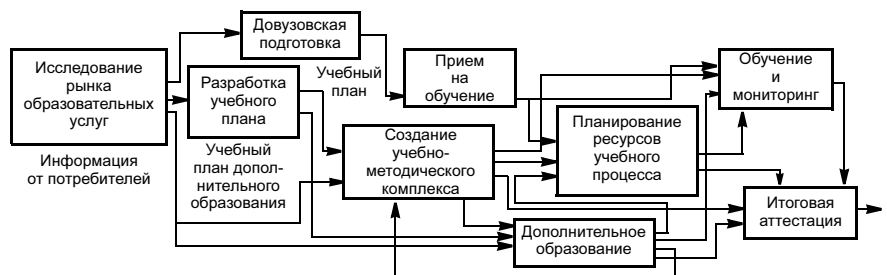 Довузовская
подготовка
Исследование
рынка
образовательных
услуг
Разработка
учебного
плана
Учебный
план
Прием
на
обучение
Обучение
и
мониторинг
Информация
от потребителей
Учебный
план допол-
нительного
образования
Создание
учебно-
методического
комплекса
Планирование
ресурсов
учебного
процесса
Дополнительное
образование
Итоговая
аттестация